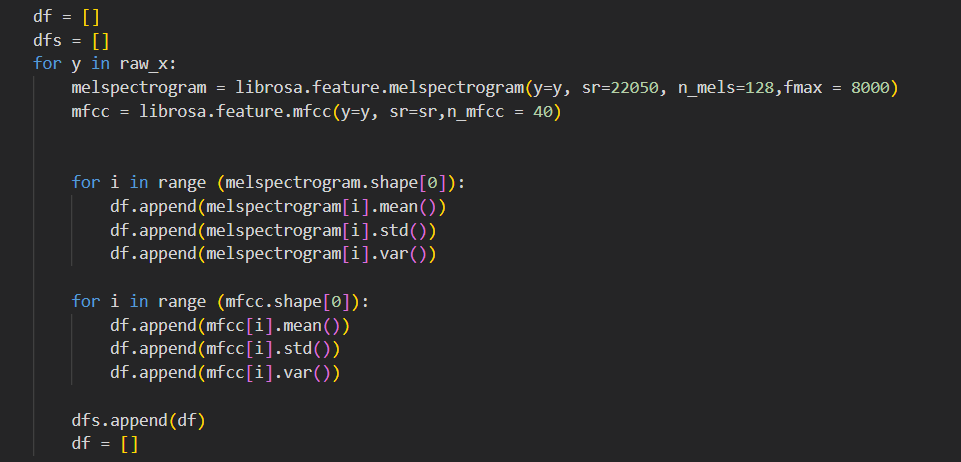 df = []
dfs = []
for y in raw_x:
    melspectrogram = librosa.feature.melspectrogram(y=y, sr=22050, n_mels=128,fmax = 8000)
    mfcc = librosa.feature.mfcc(y=y, sr=sr,n_mfcc = 40)
    for i in range (melspectrogram.shape[0]):
        df.append(melspectrogram[i].mean())
        df.append(melspectrogram[i].std())
        df.append(melspectrogram[i].var())
    for i in range (mfcc.shape[0]):
        df.append(mfcc[i].mean())
        df.append(mfcc[i].std())
        df.append(mfcc[i].var())
    dfs.append(df)
    df = []